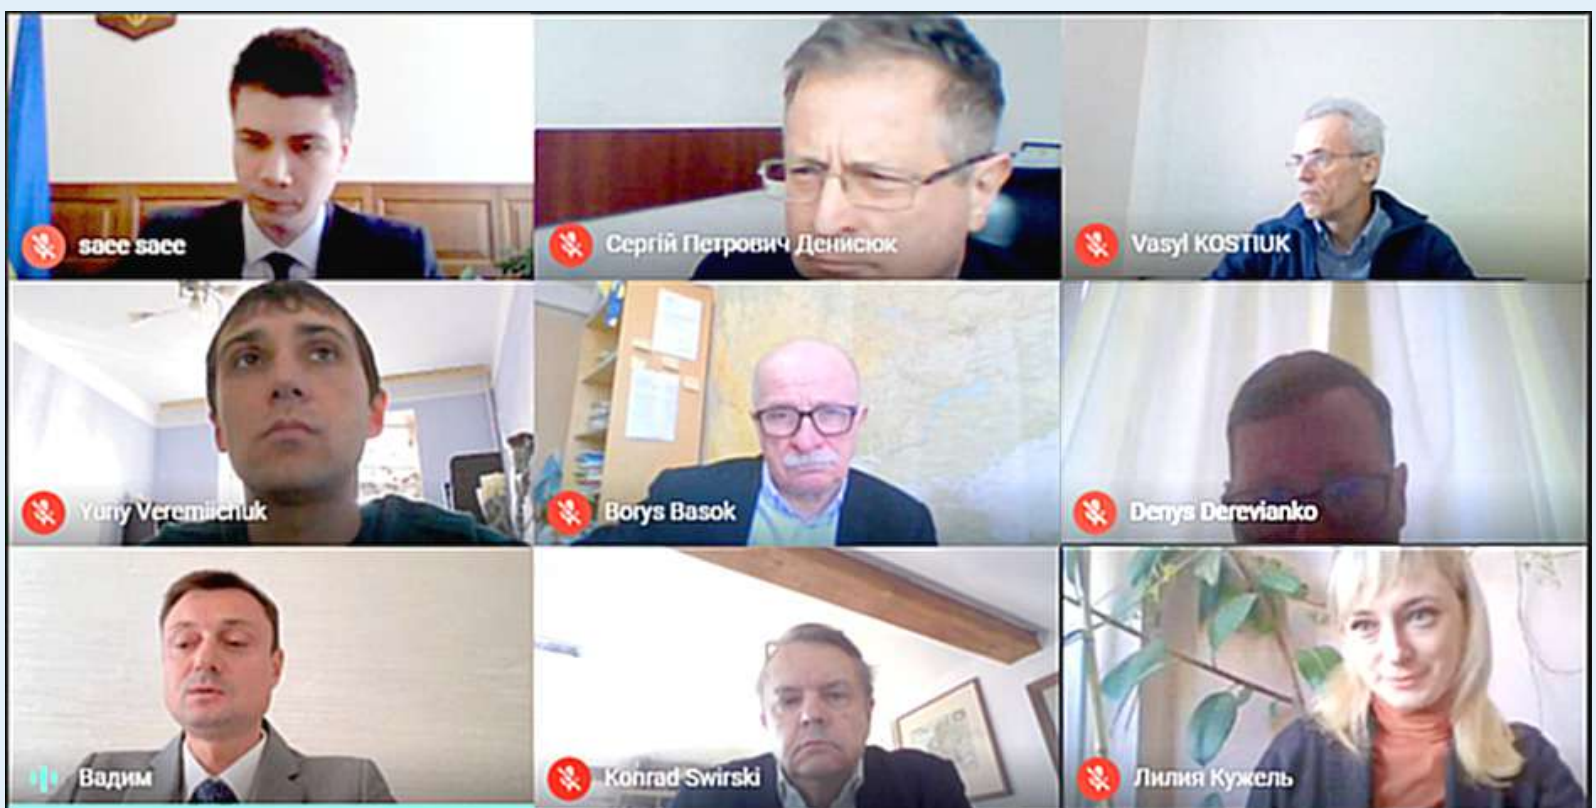 saee saee
Сергій Петрович Денисюк
Vasyl KOSTIUK
Yuriy Veremiichuk
Borys Basok
Denys Derevianko
Вадим
Konrad Swirski
Лилия Кужель